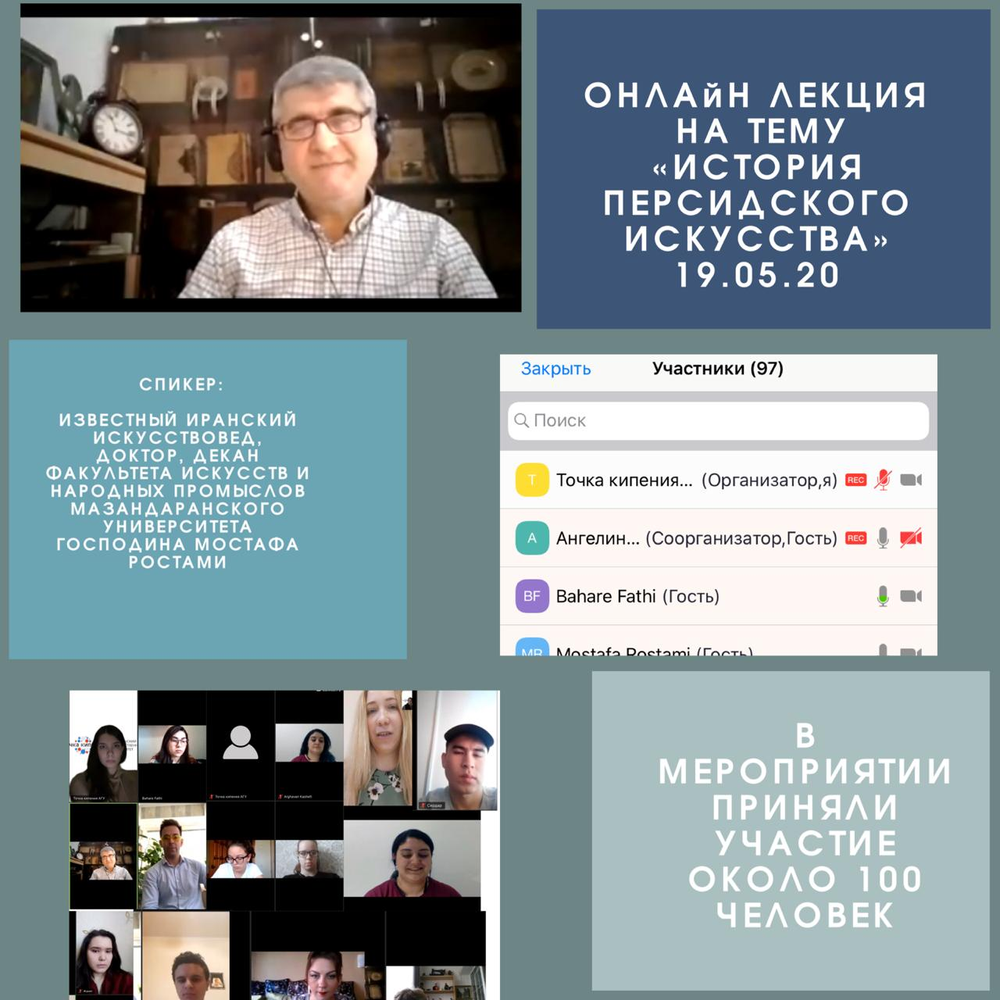 ОНЛАйН ЛЕКЦИЯ
НА ТЕМУ
«ИСТОРИЯ
ПЕРСИДСКОГО
ИСКУССТВА»
19.05.20
СПИКЕР:
ИЗВЕСТНЫЙ ИРАНСКИЙ
ИСКУССТВОВЕД,
ДОКТОР, ДЕКАН
ФАКУЛЬТЕТА ИСКУССТВ И
НАРОДНЫХ ПРОМЫСЛОВ
МАЗАНДАРАНСКОГО
УНИВЕРСИТЕТА
ГОСПОДИНА МОСТАФА
РОСТАМИ
Закрыть Участники (97)
Поиск
Т Точка кипения... (Организатор,я) REC
А Ангелин... (Соорганизатор,Гость) REC
BF Bahare Fathi (Гость)
MR Mostafa Rostami (Гость)
Точка кипения АГУ
Bahare Fathi
Точка кипения АГУ
Arghavan Kashefi
Сердар
Жанат
В
МЕРОПРИЯТИИ
ПРИНЯЛИ
УЧАСТИЕ
ОКОЛО 100
ЧЕЛОВЕК